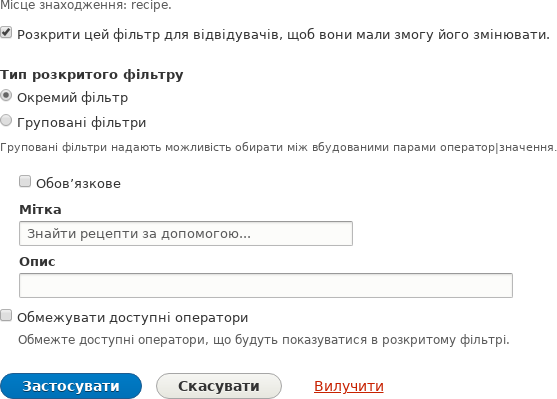 Місце знаходження: recipe.
Розкрити цей фільтр для відвідувачів, щоб вони мали змогу його змінювати.
Тип розкритого фільтру
Окремий фільтр
Груповані фільтри
Груповані фільтри надають можливість обирати між вбудованими парами оператор|значення.
Обов’язкове
Мітка
Знайти рецепти за допомогою...
Опис
Обмежувати доступні оператори
Обмежте доступні оператори, що будуть показуватися в розкритому фільтрі.
Застосувати Скасувати Вилучити